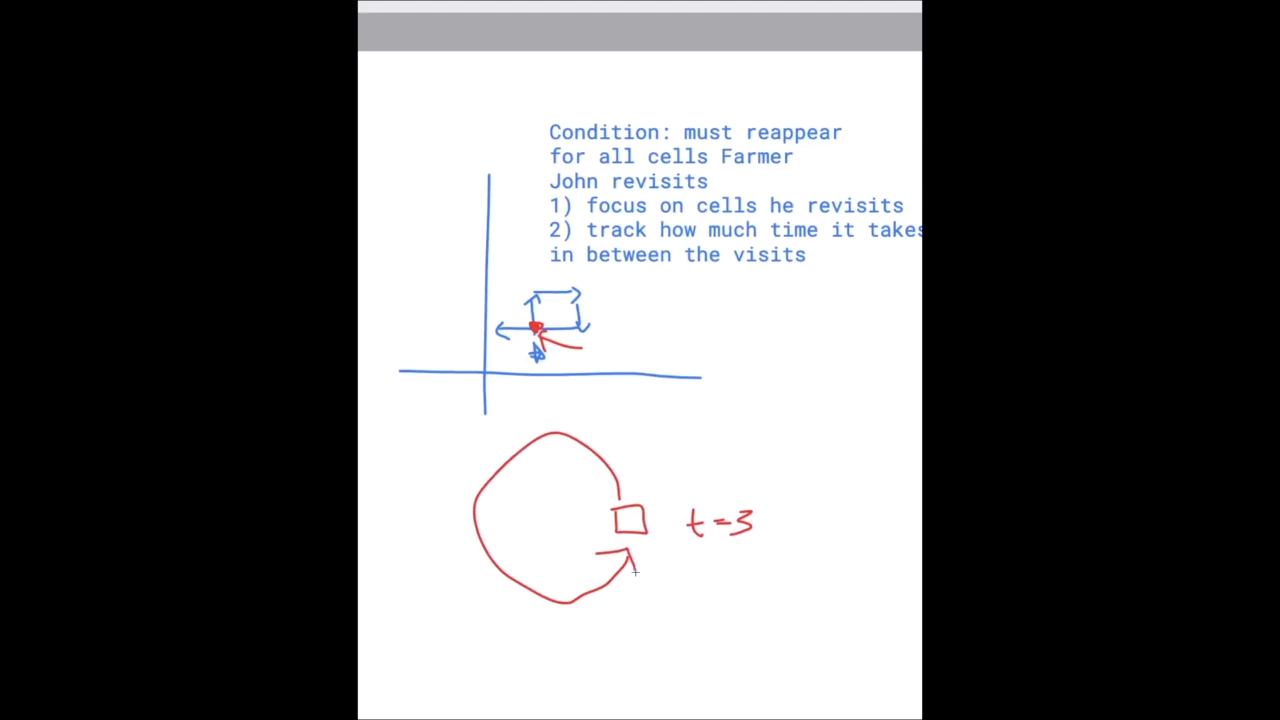 Condition: must reappear
for all cells Farmer
John revisits
1) focus on cells he revisits
2) track how much time it takes
in between the visits
t=3